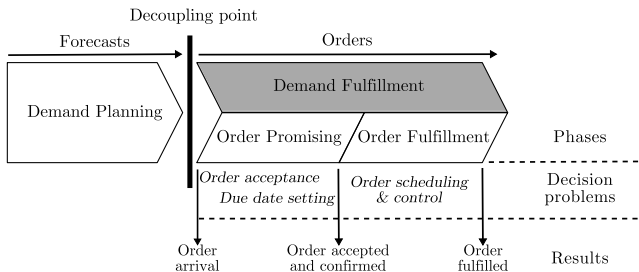 Decoupling point
Forecasts
Orders
Demand Fulfillment
Demand Planning
Order Promising
Order Fulfillment
Phases
Order acceptance
Due date setting
Order scheduling
& control
Decision
problems
Order
arrival
Order accepted
and confirmed
Order
fulfilled
Results